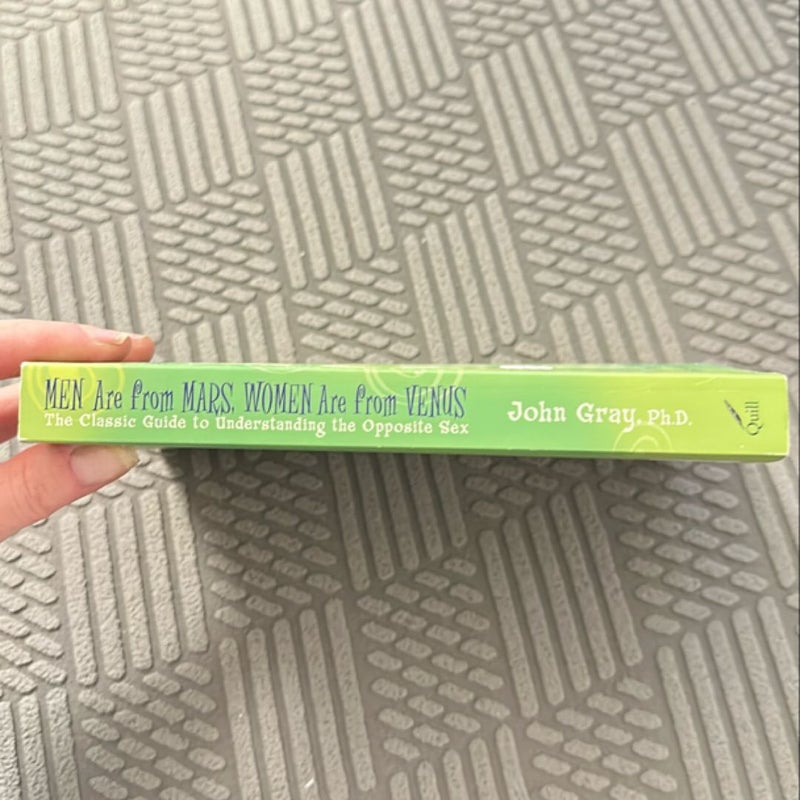 MEN Are from MARS, WOMEN Are from VENUS
The Classic Guide to Understanding the Opposite Sex
John Gray, Ph.D.
Quill